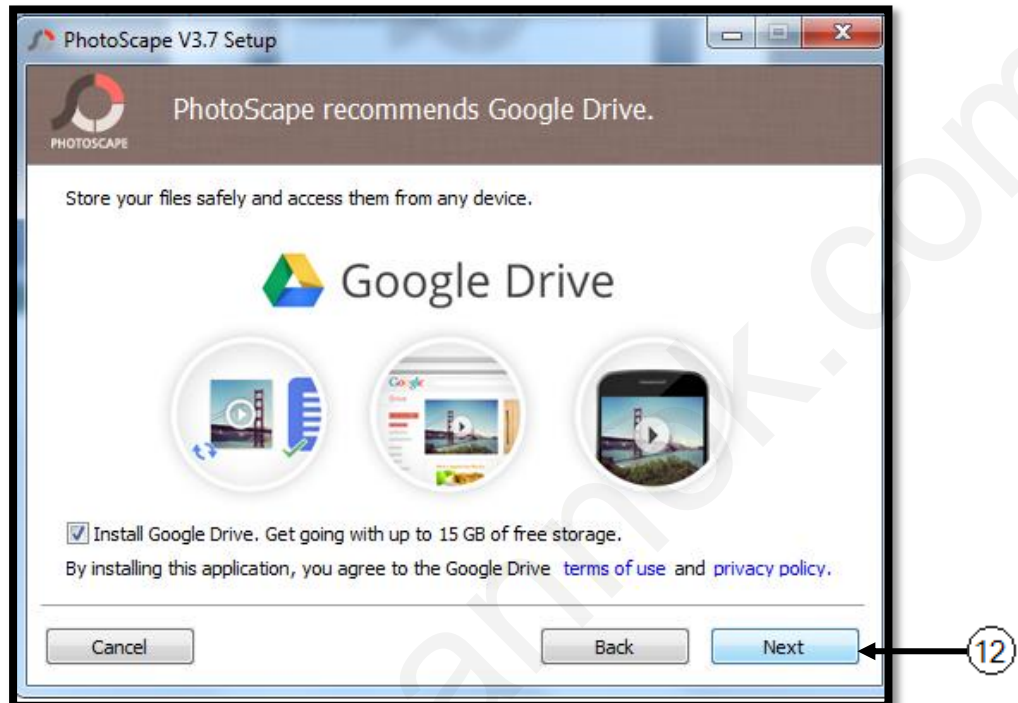 PhotoScape V3.7 Setup
PHOTOSCAPE
PhotoScape recommends Google Drive.
Store your files safely and access them from any device.
Google Drive
Google
Drive
Install Google Drive. Get going with up to 15 GB of free storage.
By installing this application, you agree to the Google Drive terms of use and privacy policy.
Cancel
Back
Next
12